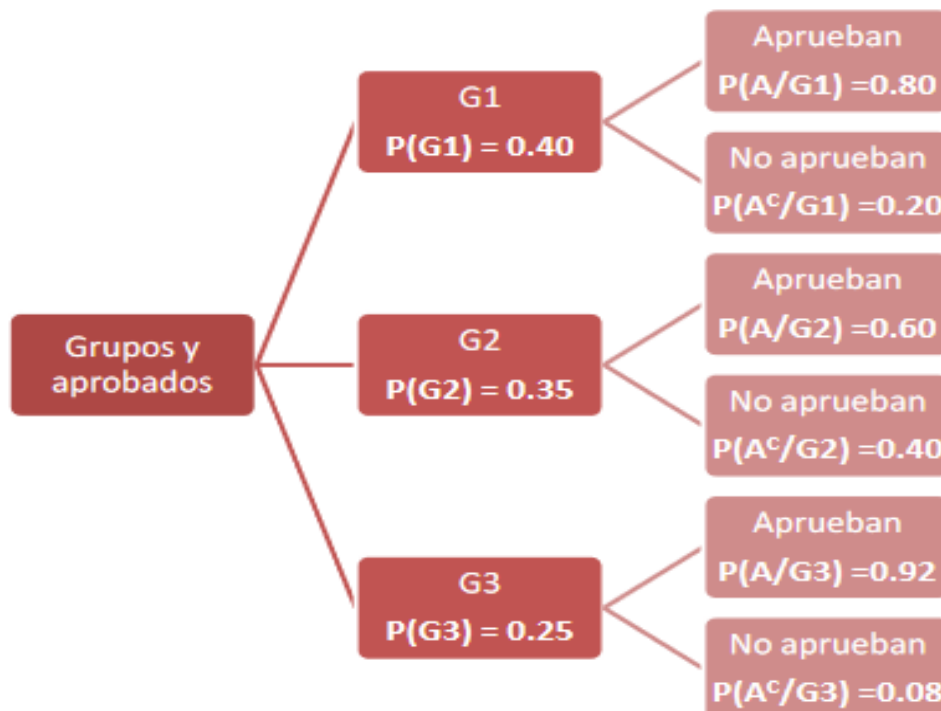 Grupos y
aprobados
G1
P(G1) = 0.40
Aprueban
P(A/G1) =0.80
No aprueban
P(Aᶜ/G1) =0.20
G2
P(G2) = 0.35
Aprueban
P(A/G2) =0.60
No aprueban
P(Aᶜ/G2) =0.40
G3
P(G3) = 0.25
Aprueban
P(A/G3) =0.92
No aprueban
P(Aᶜ/G3) =0.08